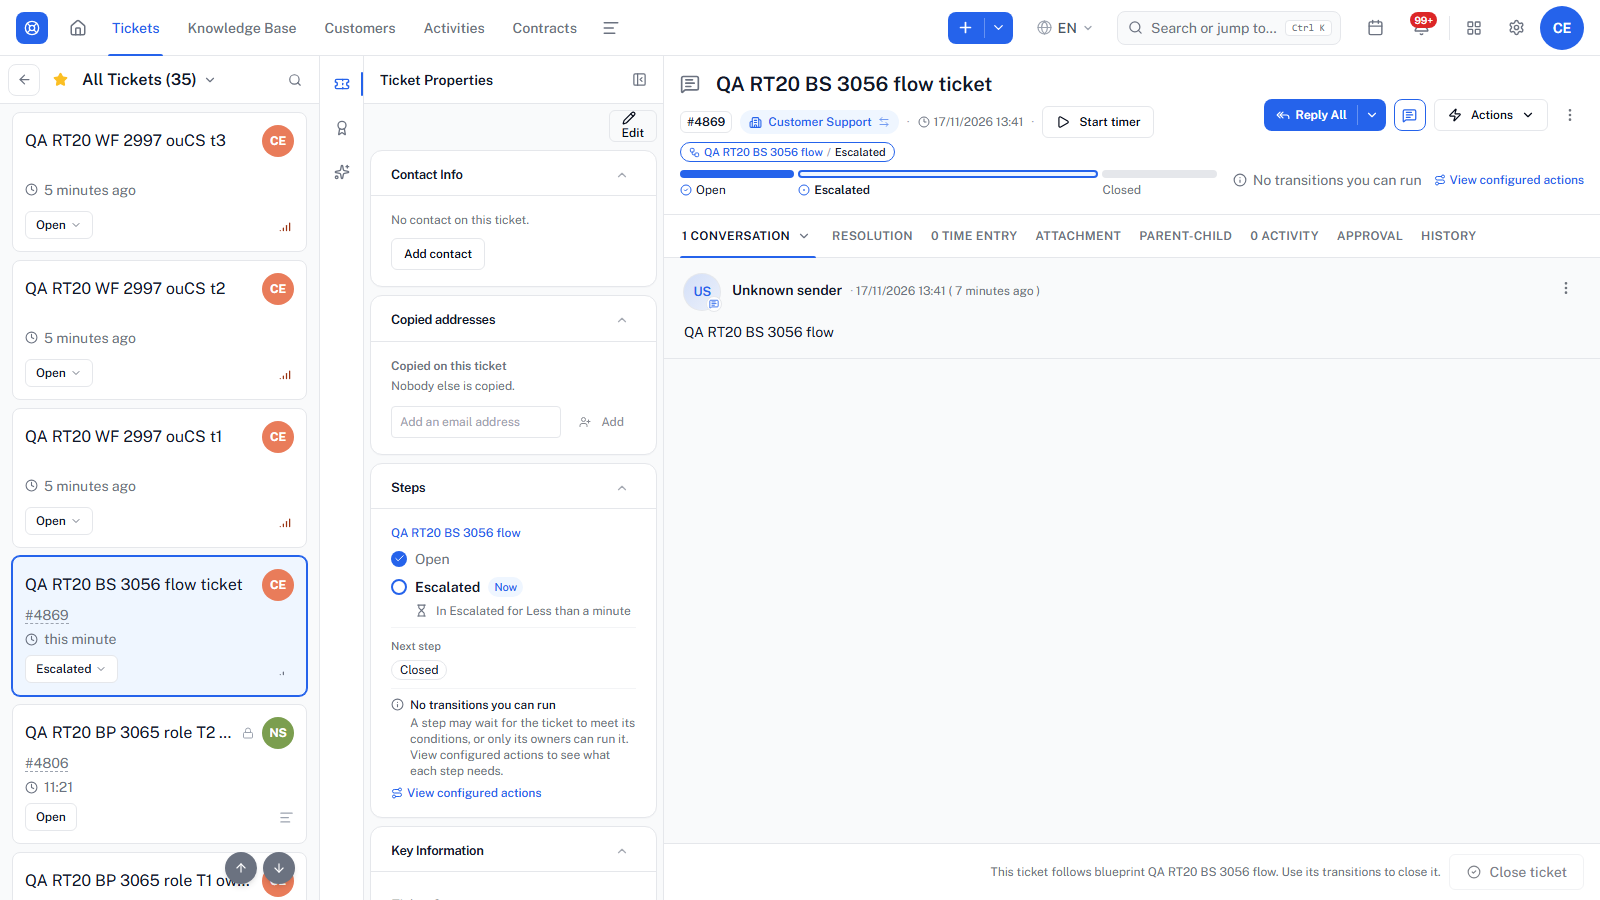 Tickets
Knowledge Base
Customers
Activities
Contracts
EN
Search or jump to...
Ctrl K
99+
CE
All Tickets (35)
QA RT20 WF 2997 ouCS t3
CE
5 minutes ago
Open
QA RT20 WF 2997 ouCS t2
CE
5 minutes ago
Open
QA RT20 WF 2997 ouCS t1
CE
5 minutes ago
Open
QA RT20 BS 3056 flow ticket
CE
#4869
this minute
Escalated
QA RT20 BP 3065 role T2 ...
NS
#4806
11:21
Open
QA RT20 BP 3065 role T1 ow...
Ticket Properties
Edit
Contact Info
No contact on this ticket.
Add contact
Copied addresses
Copied on this ticket
Nobody else is copied.
Add an email address
Add
Steps
QA RT20 BS 3056 flow
Open
Escalated
Now
In Escalated for Less than a minute
Next step
Closed
No transitions you can run
A step may wait for the ticket to meet its
conditions, or only its owners can run it.
View configured actions to see what
each step needs.
View configured actions
Key Information
QA RT20 BS 3056 flow ticket
#4869
Customer Support
· 17/11/2026 13:41 ·
Start timer
Reply All
Actions
QA RT20 BS 3056 flow / Escalated
Open
Escalated
Closed
No transitions you can run
View configured actions
1 CONVERSATION
RESOLUTION
0 TIME ENTRY
ATTACHMENT
PARENT-CHILD
0 ACTIVITY
APPROVAL
HISTORY
US
Unknown sender
· 17/11/2026 13:41 ( 7 minutes ago )
QA RT20 BS 3056 flow
This ticket follows blueprint QA RT20 BS 3056 flow. Use its transitions to close it.
Close ticket